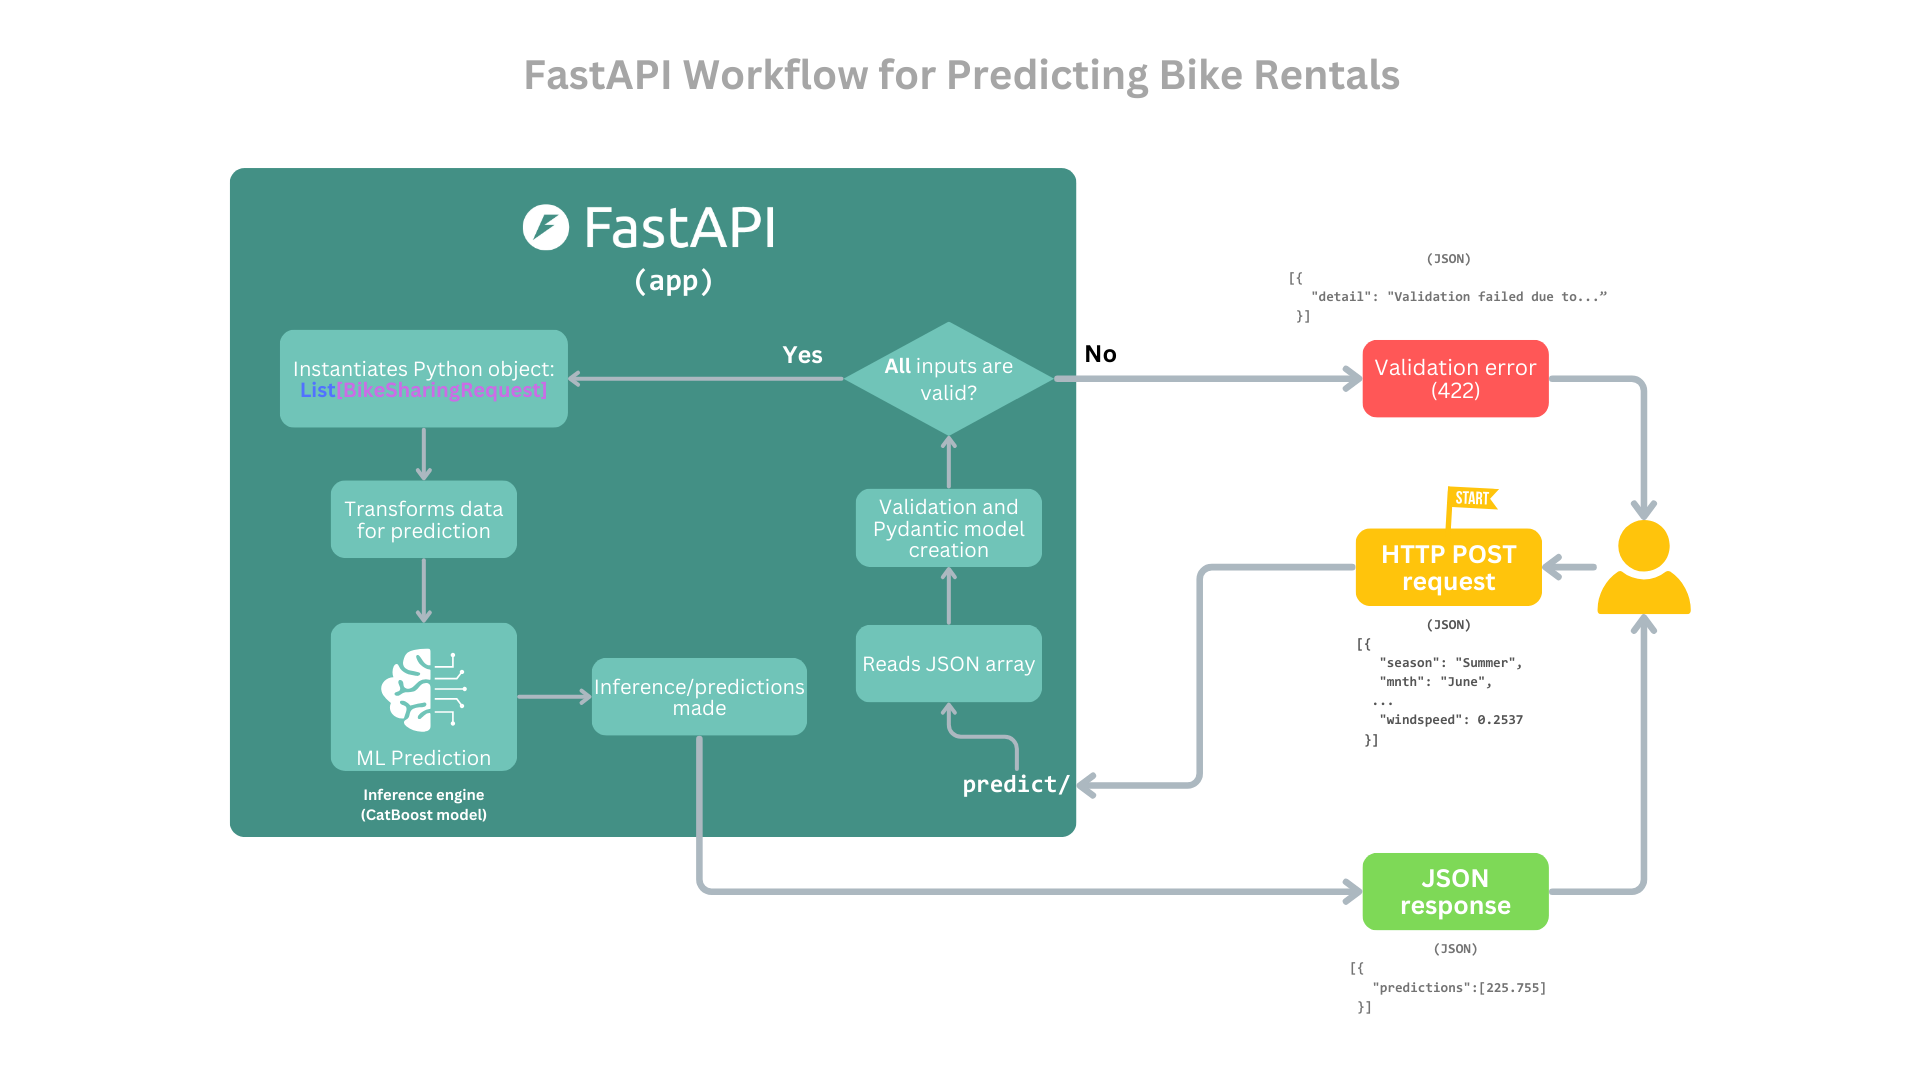 FastAPI Workflow for Predicting Bike Rentals
FastAPI
(app)
Instantiates Python object:
List[BikeSharingRequest]
Yes
All inputs are
valid?
No
(JSON)
[{
"detail": "Validation failed due to...”
}]
Validation error
(422)
Transforms data
for prediction
Validation and
Pydantic model
creation
START
HTTP POST
request
(JSON)
[{
"season": "Summer",
"mnth": "June",
...
"windspeed": 0.2537
}]
ML Prediction
Inference engine
(CatBoost model)
Inference/predictions
made
Reads JSON array
predict/
JSON
response
(JSON)
[{
"predictions":[225.755]
}]